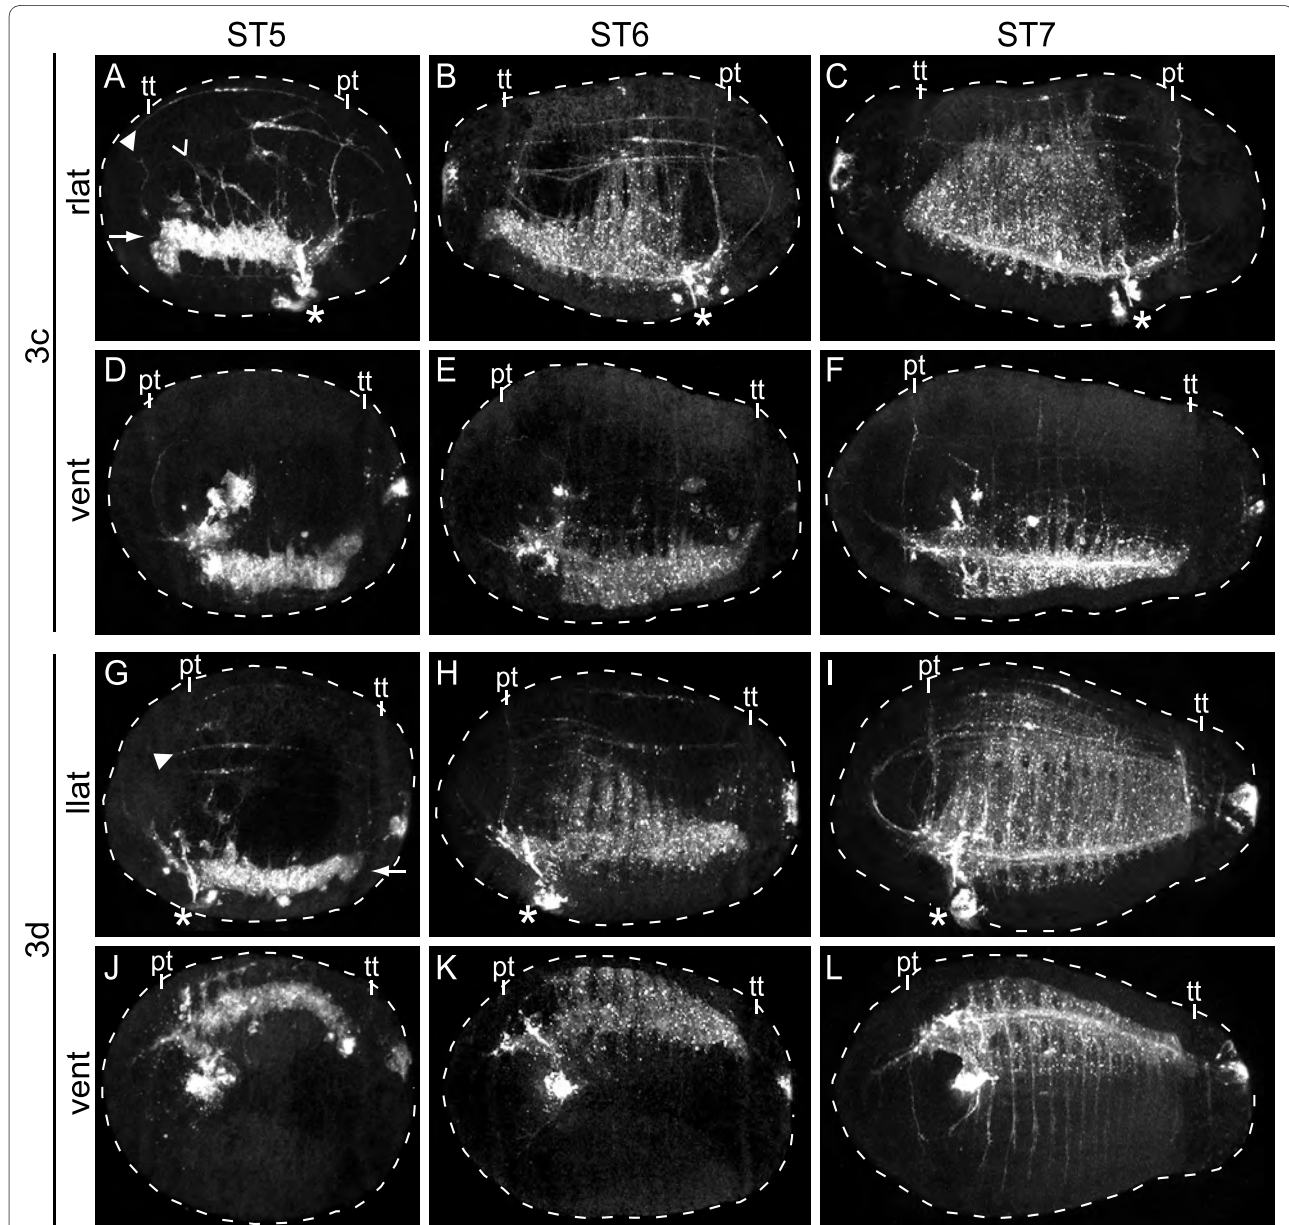 ST5 ST6 ST7
3c
rlat
A tt pt
B tt pt
C tt pt
*
*
*
vent
D pt tt
E pt tt
F pt tt
3d
llat
G pt tt
H pt tt
I pt tt
*
*
*
vent
J pt tt
K pt tt
L pt tt